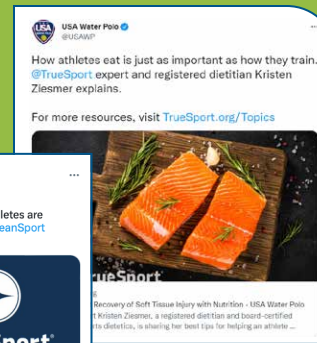 USA Water Polo
@USAWP
How athletes eat is just as important as how they train.
@TrueSport expert and registered dietitian Kristen
Ziesmer explains.
For more resources, visit TrueSport.org/Topics
rueSport
Recovery of Soft Tissue Injury with Nutrition - USA Water Polo
t Kristen Ziesmer, a registered dietitian and board-certified
rts dietetics, is sharing her best tips for helping an athlete ...
...
letes are
eanSport
port